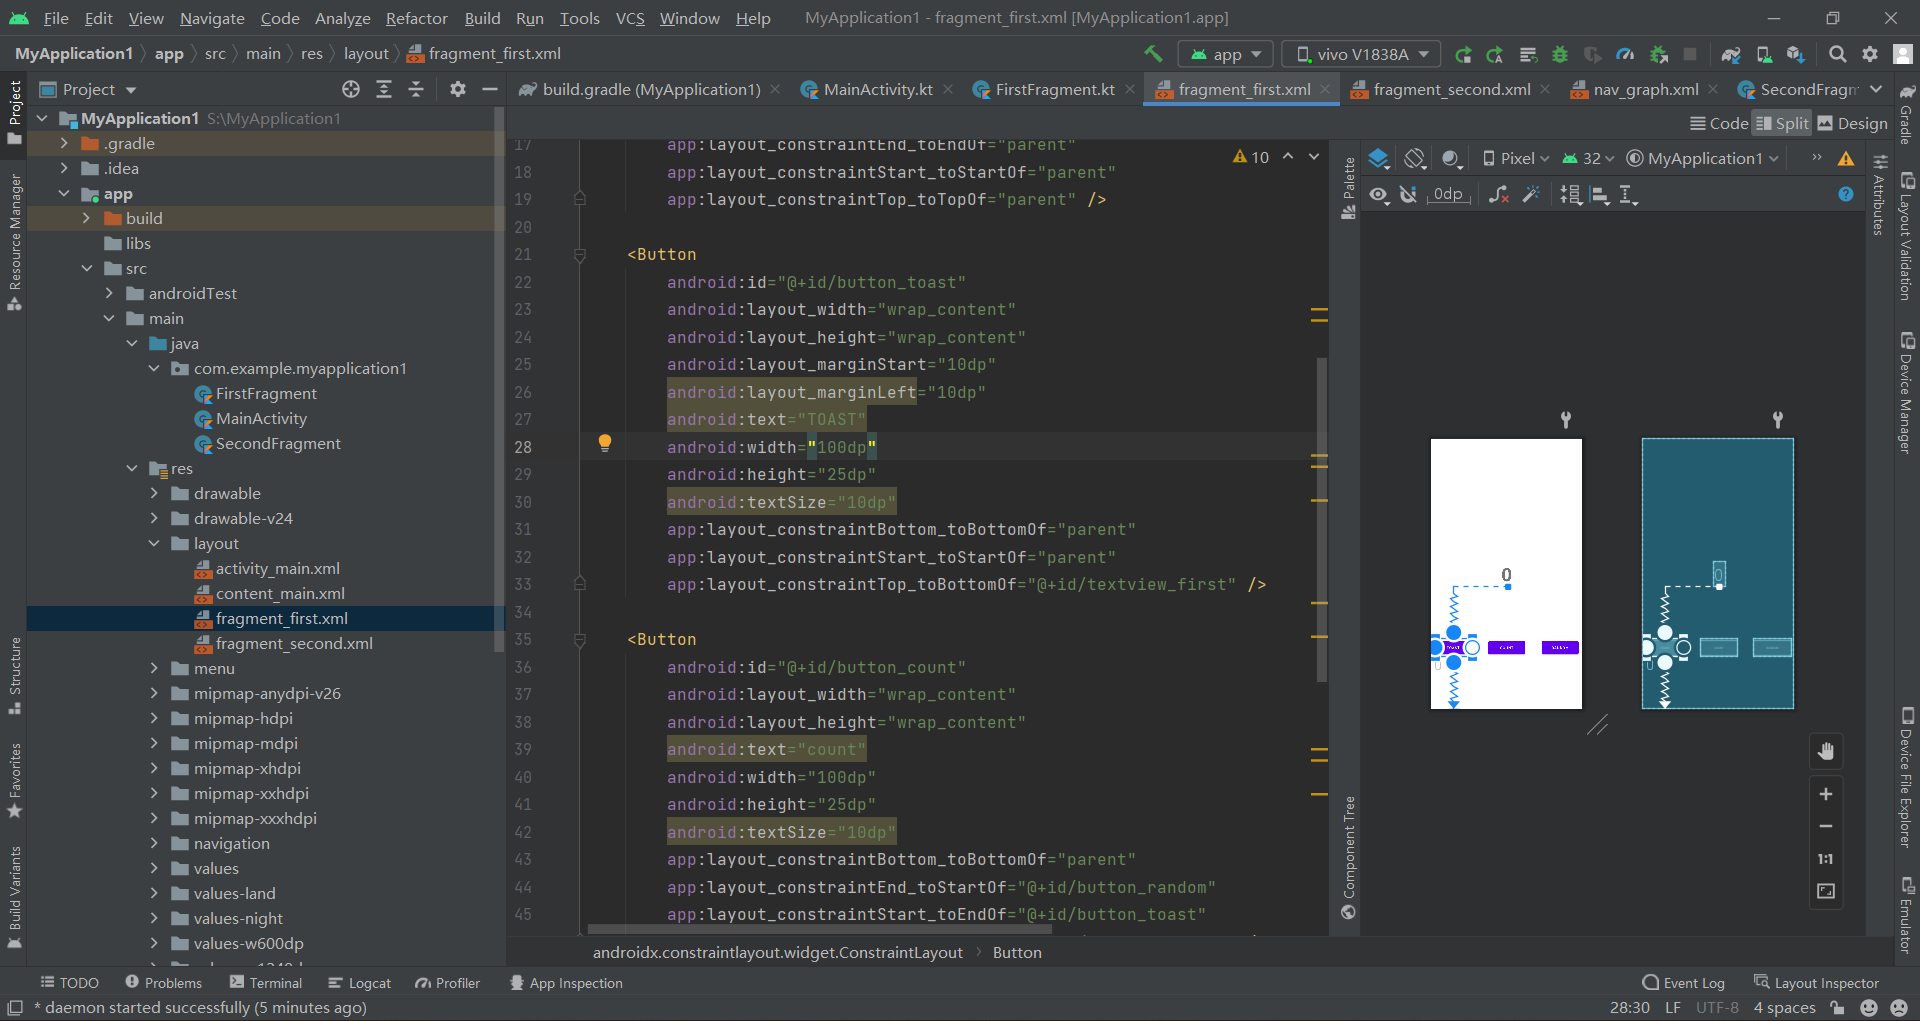 File Edit View Navigate Code Analyze Refactor Build Run Tools VCS Window Help MyApplication1 - fragment_first.xml [MyApplication1.app]
MyApplication1 app src main res layout fragment_first.xml app vivo V1838A
Project
build.gradle (MyApplication1) MainActivity.kt FirstFragment.kt fragment_first.xml fragment_second.xml nav_graph.xml SecondFragm
Code Split Design
MyApplication1 S:\MyApplication1
.gradle
.idea
app
build
libs
src
androidTest
main
java
com.example.myapplication1
FirstFragment
MainActivity
SecondFragment
res
drawable
drawable-v24
layout
activity_main.xml
content_main.xml
fragment_first.xml
fragment_second.xml
menu
mipmap-anydpi-v26
mipmap-hdpi
mipmap-mdpi
mipmap-xhdpi
mipmap-xxhdpi
mipmap-xxxhdpi
navigation
values
values-land
values-night
values-w600dp
Project
Resource Manager
Structure
Favorites
Build Variants
10
17 app:layout_constraintEnd_toEndOf="parent"
18 app:layout_constraintStart_toStartOf="parent"
19 app:layout_constraintTop_toTopOf="parent" />
20
21 <Button
22 android:id="@+id/button_toast"
23 android:layout_width="wrap_content"
24 android:layout_height="wrap_content"
25 android:layout_marginStart="10dp"
26 android:layout_marginLeft="10dp"
27 android:text="TOAST"
28 android:width="100dp"
29 android:height="25dp"
30 android:textSize="10dp"
31 app:layout_constraintBottom_toBottomOf="parent"
32 app:layout_constraintStart_toStartOf="parent"
33 app:layout_constraintTop_toBottomOf="@+id/textview_first" />
34
35 <Button
36 android:id="@+id/button_count"
37 android:layout_width="wrap_content"
38 android:layout_height="wrap_content"
39 android:text="count"
40 android:width="100dp"
41 android:height="25dp"
42 android:textSize="10dp"
43 app:layout_constraintBottom_toBottomOf="parent"
44 app:layout_constraintEnd_toStartOf="@+id/button_random"
45 app:layout_constraintStart_toEndOf="@+id/button_toast"
androidx.constraintlayout.widget.ConstraintLayout Button
Palette
Component Tree
Pixel 32 MyApplication1
0dp
0
0
1:1
Attributes
Gradle
Layout Validation
Device Manager
Device File Explorer
Emulator
TODO Problems Terminal Logcat Profiler App Inspection Event Log Layout Inspector
* daemon started successfully (5 minutes ago) 28:30 LF UTF-8 4 spaces